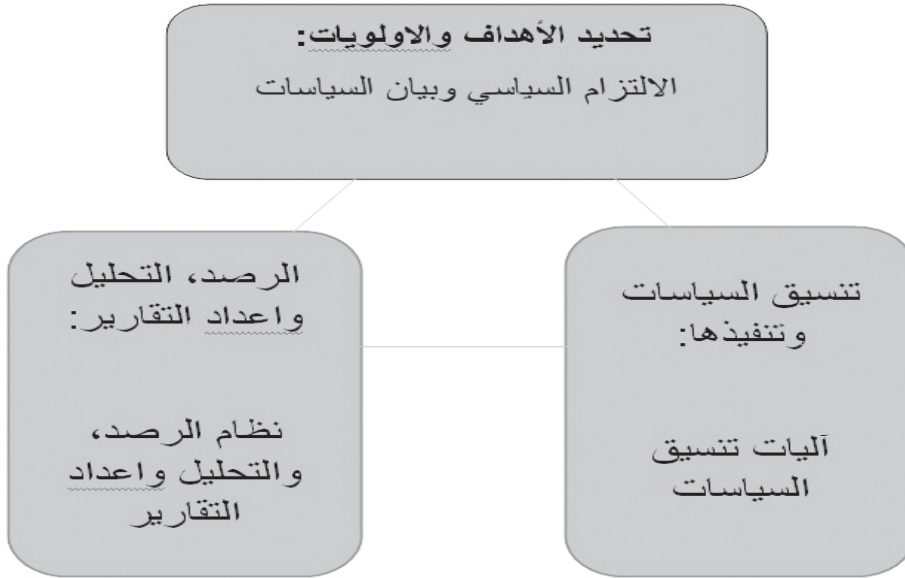 تحديد الأهداف والاولويات:
الالتزام السياسي وبيان السياسات
تنسيق السياسات
وتنفيذها:
آليات تنسيق
السياسات
الرصد، التحليل
واعداد التقارير:
نظام الرصد،
والتحليل واعداد
التقارير